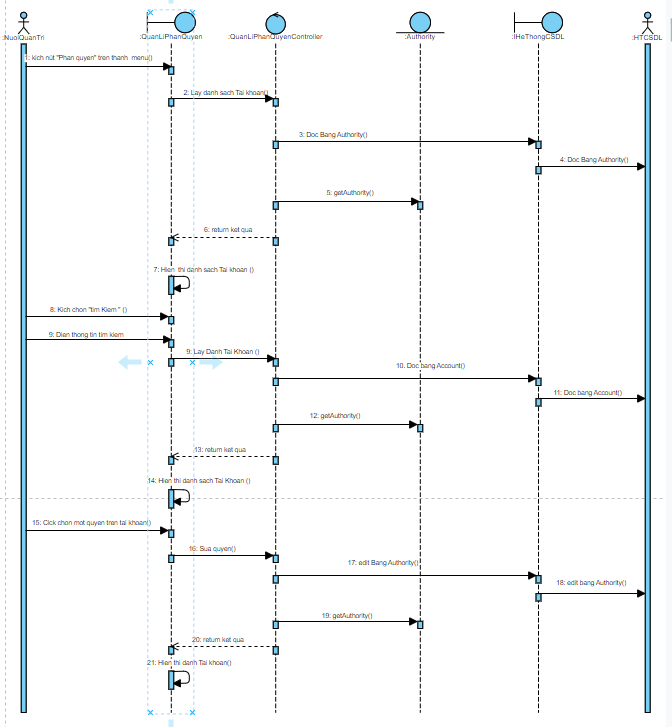 :NuoiQuanTri
:QuanLiPhanQuyen
:QuanLiPhanQuyenController
:Authority
:IHeThongCSDL
:HTCSDL
1: kich nút "Phan quyen" tren thanh menu()
2: Lay danh sach Tai khoan()
3: Doc Bang Authority()
4: Doc Bang Authority()
5: getAuthority()
6: return ket qua
7: Hien thi danh sach Tai khoan ()
8: Kich chon "tim Kiem" ()
9: Dien thong tin tim kiem
9: Lay Danh Tai Khoan ()
10. Doc bang Account()
11: Doc bang Account()
12: getAuthority()
13: return ket qua
14: Hien thi danh sach Tai Khoan ()
15: Clck chon mot quyen tren tai khoan()
16: Sua quyen()
17: edit Bang Authority()
18: edit bang Authority()
19: getAuthority()
20: return ket qua
21: Hien thi danh Tai khoan()